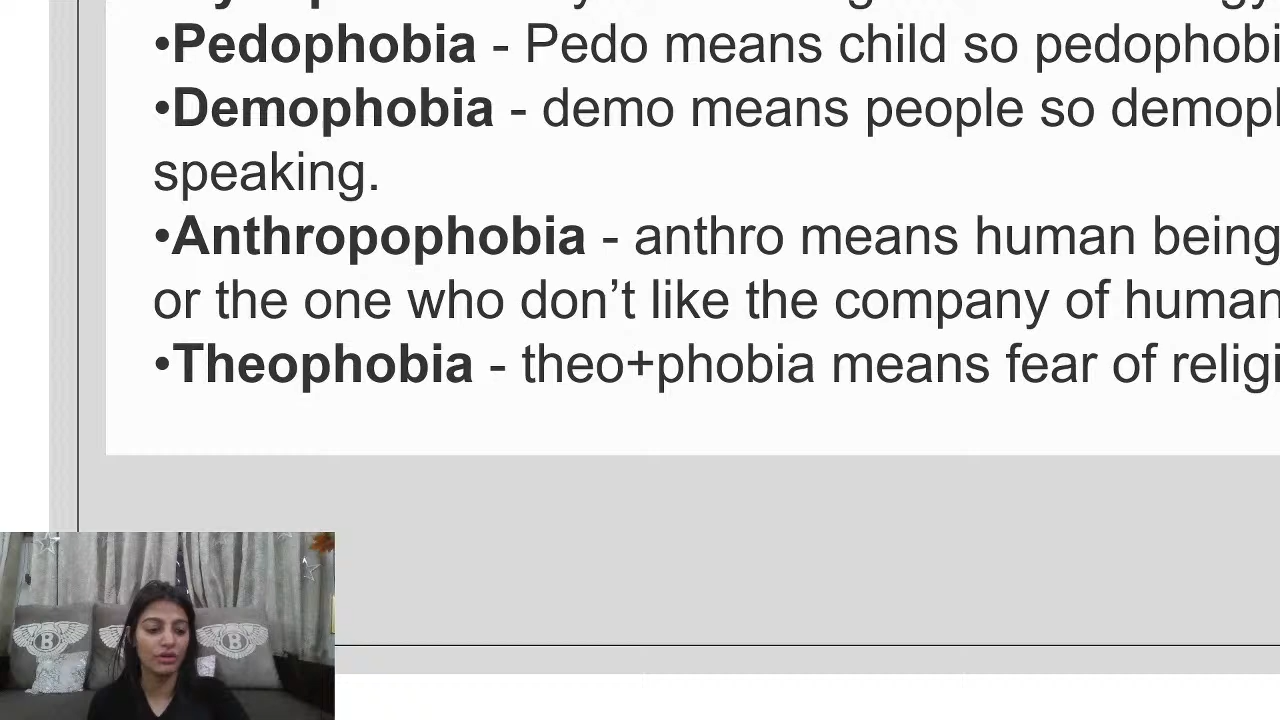 •Pedophobia - Pedo means child so pedophobi
•Demophobia - demo means people so demop
speaking.
•Anthropophobia - anthro means human being
or the one who don’t like the company of human
•Theophobia - theo+phobia means fear of religi
B
B